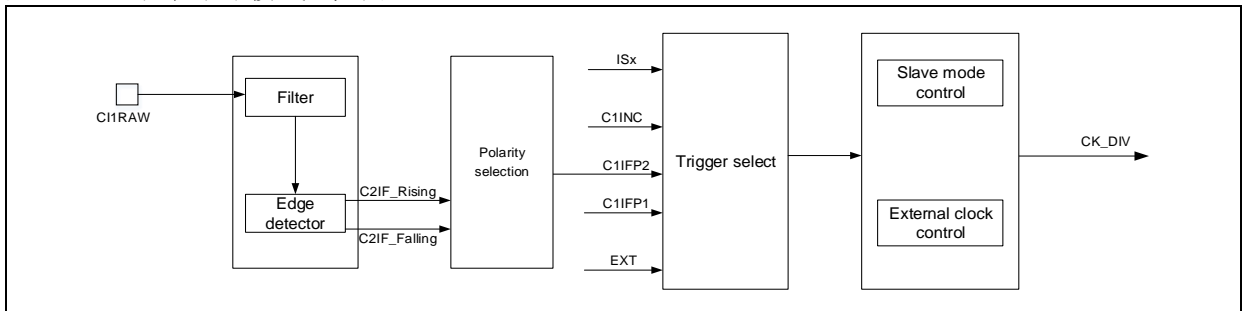 CI1RAW
Filter
Edge
detector
C2IF_Rising
C2IF_Falling
Polarity
selection
ISx
C1INC
C1IFP2
C1IFP1
EXT
Trigger select
Slave mode
control
External clock
control
CK_DIV